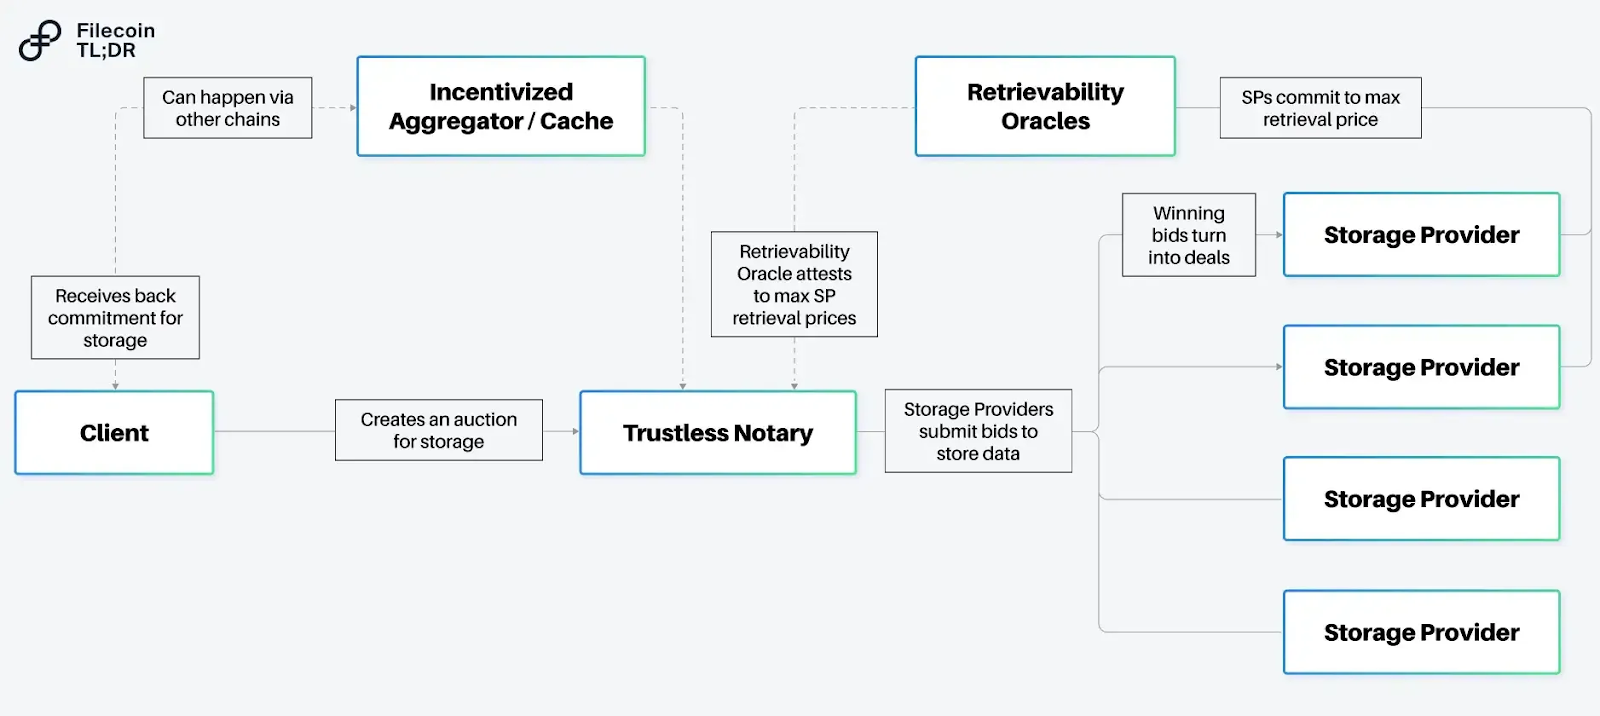 Filecoin
TL;DR
Can happen via
other chains
Incentivized
Aggregator / Cache
Retrievability
Oracles
SPs commit to max
retrieval price
Winning
bids turn
into deals
Storage Provider
Retrievability
Oracle attests
to max SP
retrieval prices
Receives back
commitment for
storage
Storage Provider
Client
Creates an auction
for storage
Trustless Notary
Storage Providers
submit bids to
store data
Storage Provider
Storage Provider